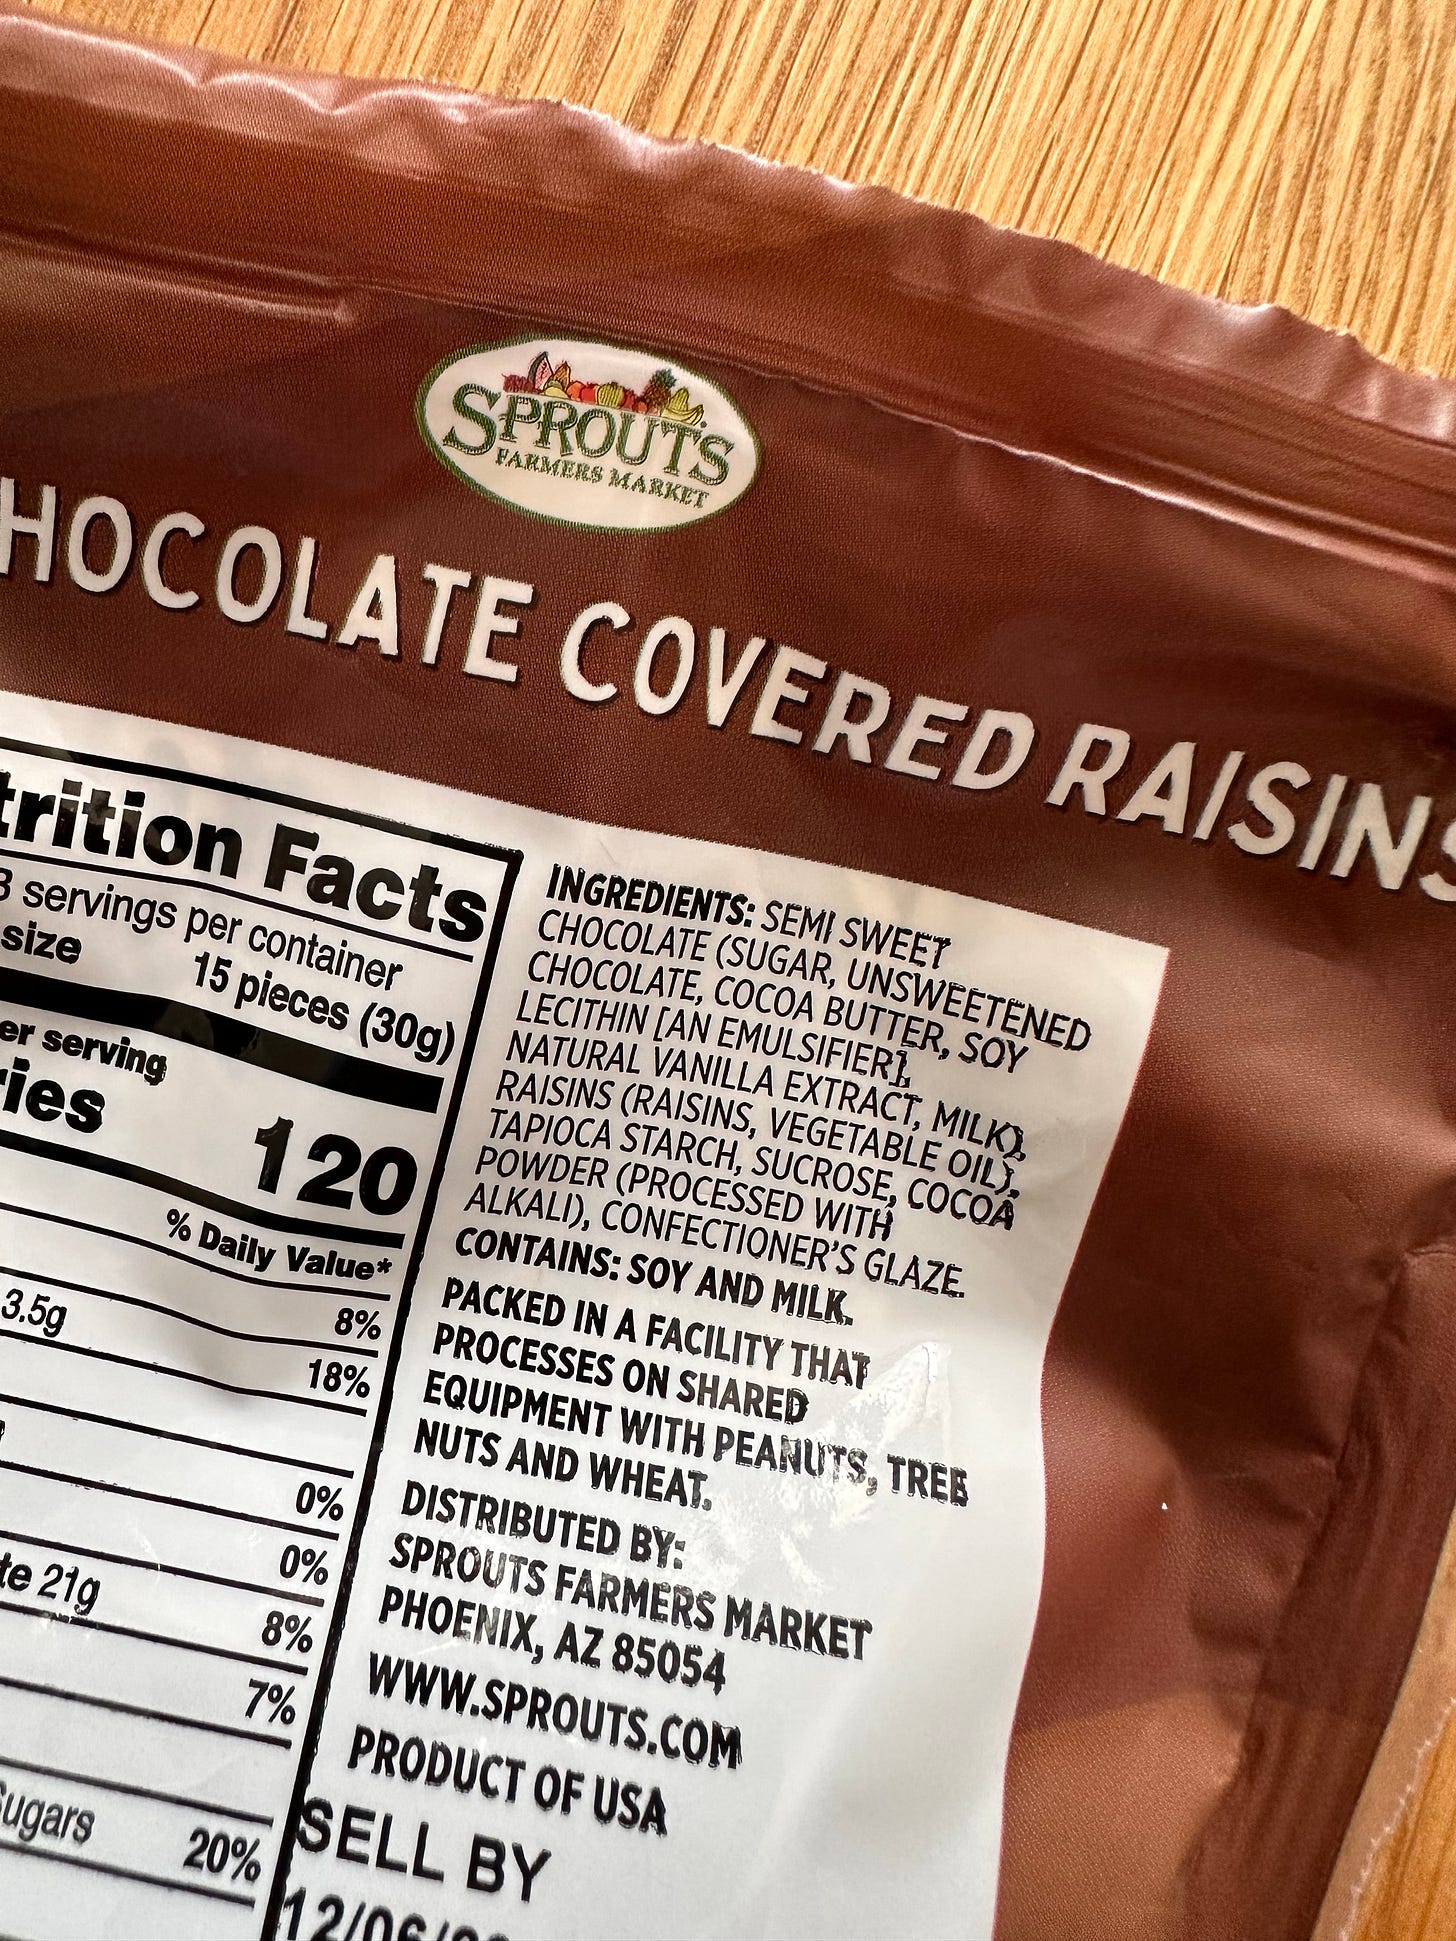 SPROUTS
FARMERS MARKET
HOCOLATE COVERED RAISINS
trition Facts
servings per container
size 15 pieces (30g)
er serving
ries 120
% Daily Value*
8%
3.5g 18%
0%
0%
te 21g 8%
7%
Sugars 20%
INGREDIENTS: SEMI SWEET
CHOCOLATE (SUGAR, UNSWEETENED
CHOCOLATE, COCOA BUTTER, SOY
LECITHIN [AN EMULSIFIER],
NATURAL VANILLA EXTRACT, MILK),
RAISINS (RAISINS, VEGETABLE OIL),
TAPIOCA STARCH, SUCROSE, COCOA
POWDER (PROCESSED WITH
ALKALI), CONFECTIONER'S GLAZE.
CONTAINS: SOY AND MILK.
PACKED IN A FACILITY THAT
PROCESSES ON SHARED
EQUIPMENT WITH PEANUTS, TREE
NUTS AND WHEAT.
DISTRIBUTED BY:
SPROUTS FARMERS MARKET
PHOENIX, AZ 85054
WWW.SPROUTS.COM
PRODUCT OF USA
SELL BY
12/06/